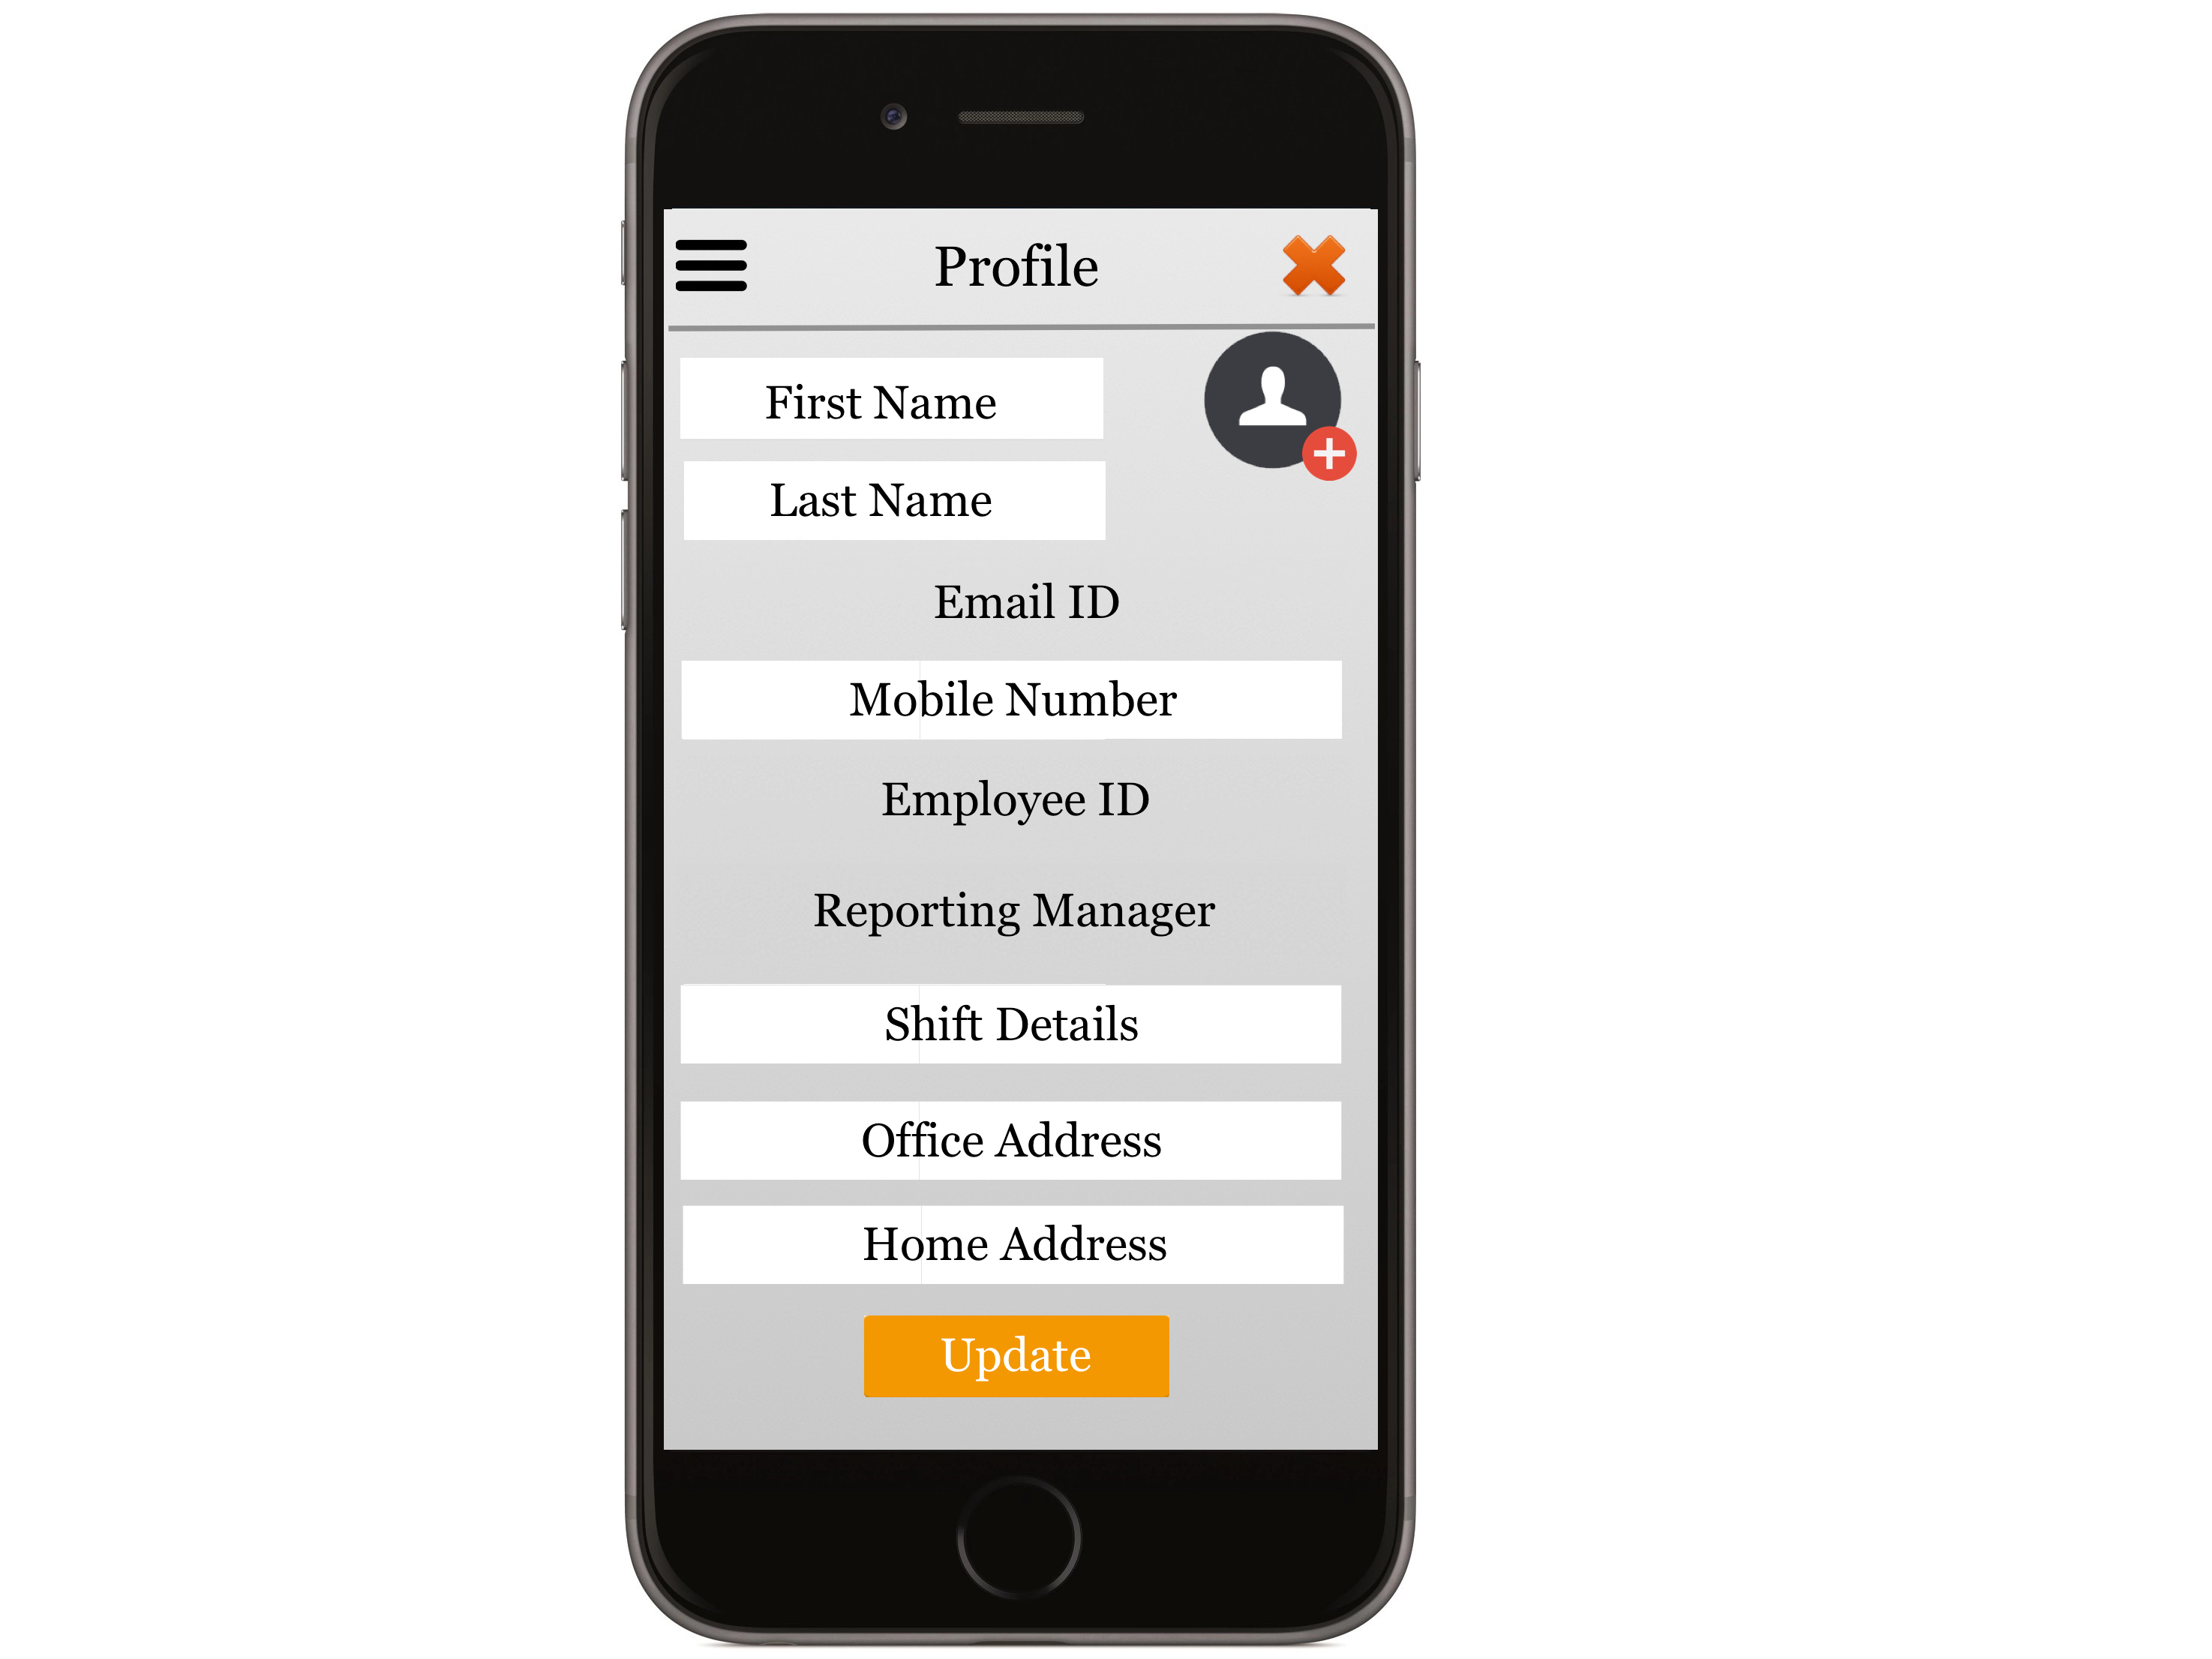 Profile
First Name
Last Name
Email ID
Mobile Number
Employee ID
Reporting Manager
Shift Details
Office Address
Home Address
Update